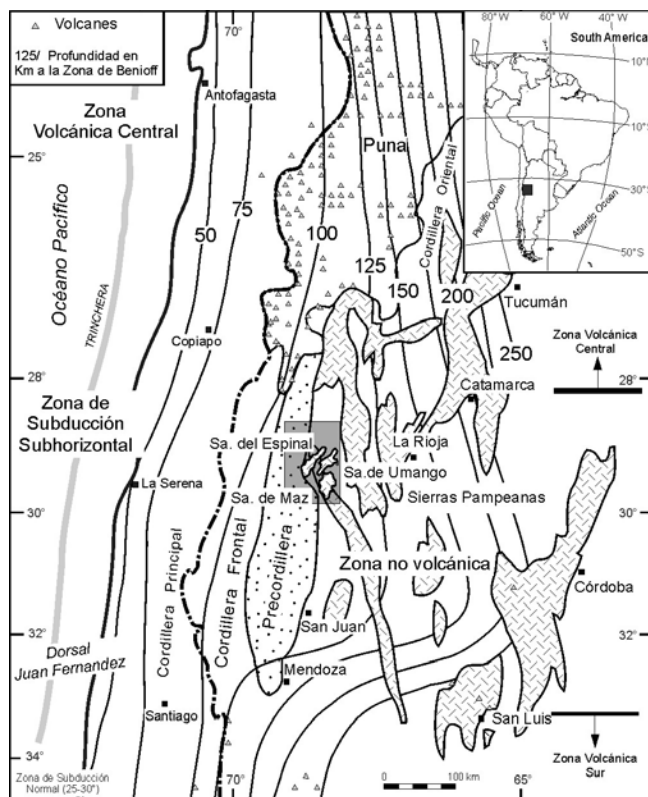 Volcanes
125/ Profundidad en
Km a la Zona de Benioff
70°
80°W
60°W
40°W
South America
10°N
10°S
30°S
50°S
Pacific Ocean
Atlantic Ocean
Antofagasta
Zona
Volcánica Central
25°
Puna
Cordillera Oriental
Océano Pacífico
TRINCHERA
50
75
100
125
150
200
250
Tucumán
Copiapo
Zona Volcánica
Central
28°
28°
Catamarca
Zona de
Subducción
Subhorizontal
Sa. del Espinal
La Rioja
La Serena
Sa. de Umango
Sa. de Maz
Sierras Pampeanas
30°
30°
Cordillera Principal
Cordillera Frontal
Precordillera
Zona no volcánica
Córdoba
San Juan
32°
32°
Dorsal
Juan Fernandez
Mendoza
Santiago
San Luis
34°
Zona Volcánica
Sur
Zona de Subducción
Normal (25-30°)
70°
0
100 km
65°